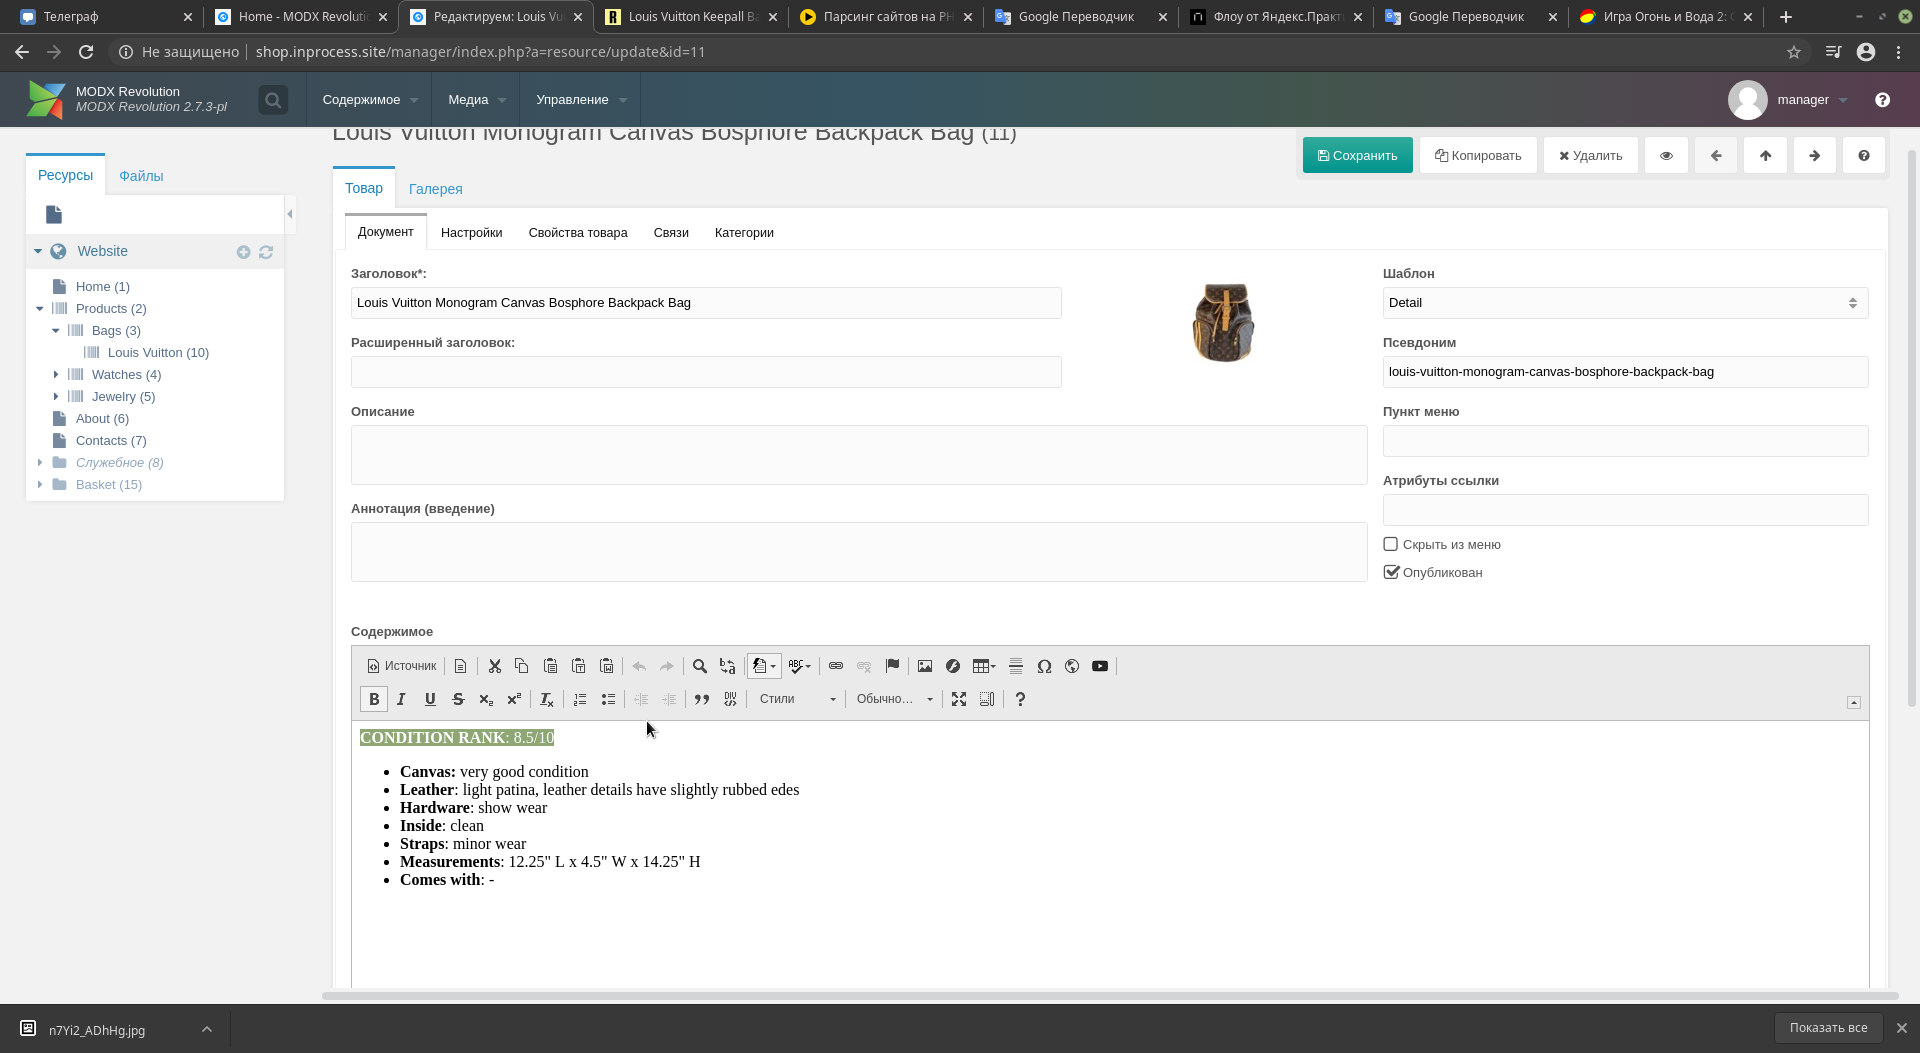 Телеграф
Home - MODX Revoluti
Редактируем: Louis Vu
Louis Vuitton Keepall Ba
Парсинг сайтов на PH
Google Переводчик
Флоу от Яндекс.Практ
Google Переводчик
Игра Огонь и Вода 2:
Не защищено
shop.inprocess.site/manager/index.php?a=resource/update&id=11
MODX Revolution
MODX Revolution 2.7.3-pl
Содержимое
Медиа
Управление
manager
Louis Vuitton Monogram Canvas Bosphore Backpack Bag (11)
Сохранить
Копировать
Удалить
Ресурсы
Файлы
Website
Home (1)
Products (2)
Bags (3)
Louis Vuitton (10)
Watches (4)
Jewelry (5)
About (6)
Contacts (7)
Служебное (8)
Basket (15)
Товар
Галерея
Документ
Настройки
Свойства товара
Связи
Категории
Заголовок*:
Louis Vuitton Monogram Canvas Bosphore Backpack Bag
Расширенный заголовок:
Описание
Аннотация (введение)
Шаблон
Detail
Псевдоним
louis-vuitton-monogram-canvas-bosphore-backpack-bag
Пункт меню
Атрибуты ссылки
Скрыть из меню
Опубликован
Содержимое
Источник
Стили
Обычно...
CONDITION RANK: 8.5/10
Canvas: very good condition
Leather: light patina, leather details have slightly rubbed edes
Hardware: show wear
Inside: clean
Straps: minor wear
Measurements: 12.25" L x 4.5" W x 14.25" H
Comes with: -
n7Yi2_ADhHg.jpg
Показать все